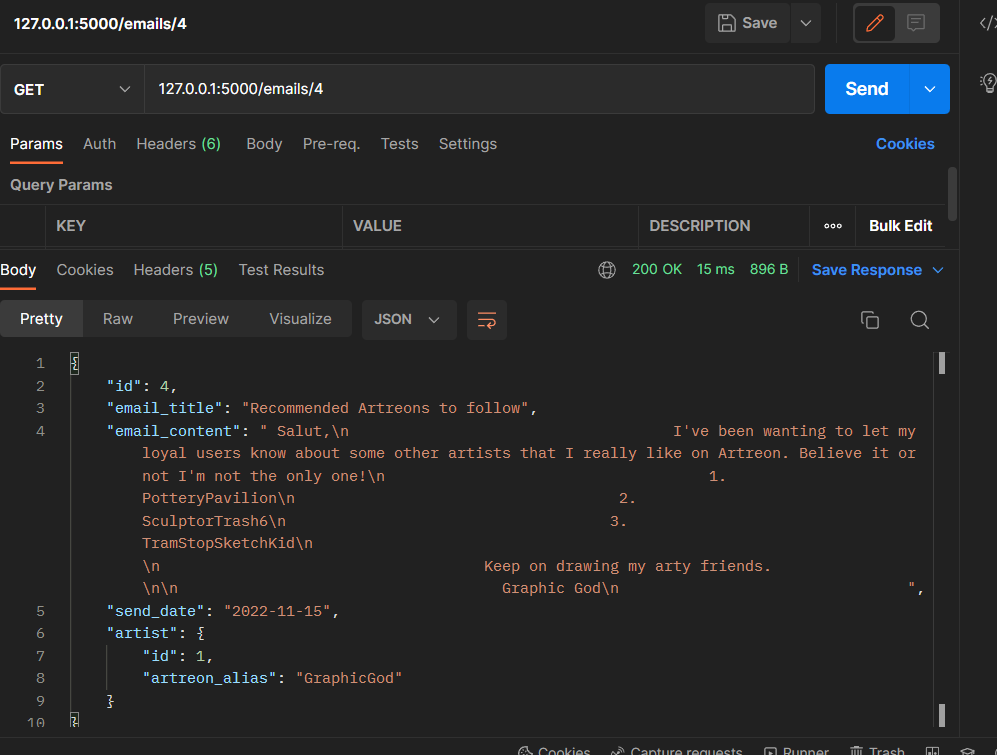 127.0.0.1:5000/emails/4
Save
GET 127.0.0.1:5000/emails/4 Send
Params Auth Headers (6) Body Pre-req. Tests Settings Cookies
Query Params
KEY VALUE DESCRIPTION Bulk Edit
Body Cookies Headers (5) Test Results 200 OK 15 ms 896 B Save Response
Pretty Raw Preview Visualize JSON
1 {
2 "id": 4,
3 "email_title": "Recommended Artreons to follow",
4 "email_content": " Salut,\n I've been wanting to let my
loyal users know about some other artists that I really like on Artreon. Believe it or
not I'm not the only one!\n 1.
PotteryPavilion\n 2.
SculptorTrash6\n 3.
TramStopSketchKid\n
\n Keep on drawing my arty friends.
\n\n Graphic God\n ",
5 "send_date": "2022-11-15",
6 "artist": {
7 "id": 1,
8 "artreon_alias": "GraphicGod"
9 }
10 }
Cookies Capture requests Runner Trash